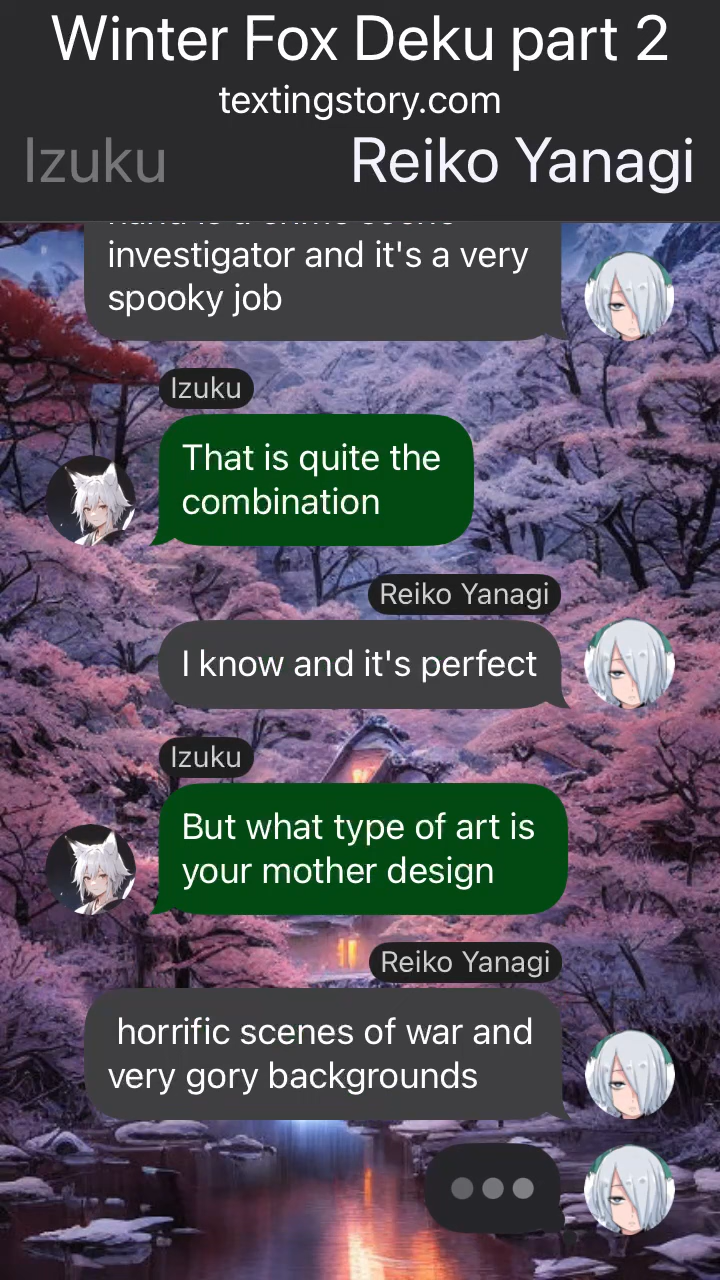 Winter Fox Deku part 2
textingstory.com
Izuku Reiko Yanagi
investigator and it's a very
spooky job
Izuku
That is quite the
combination
Reiko Yanagi
I know and it's perfect
Izuku
But what type of art is
your mother design
Reiko Yanagi
horrific scenes of war and
very gory backgrounds